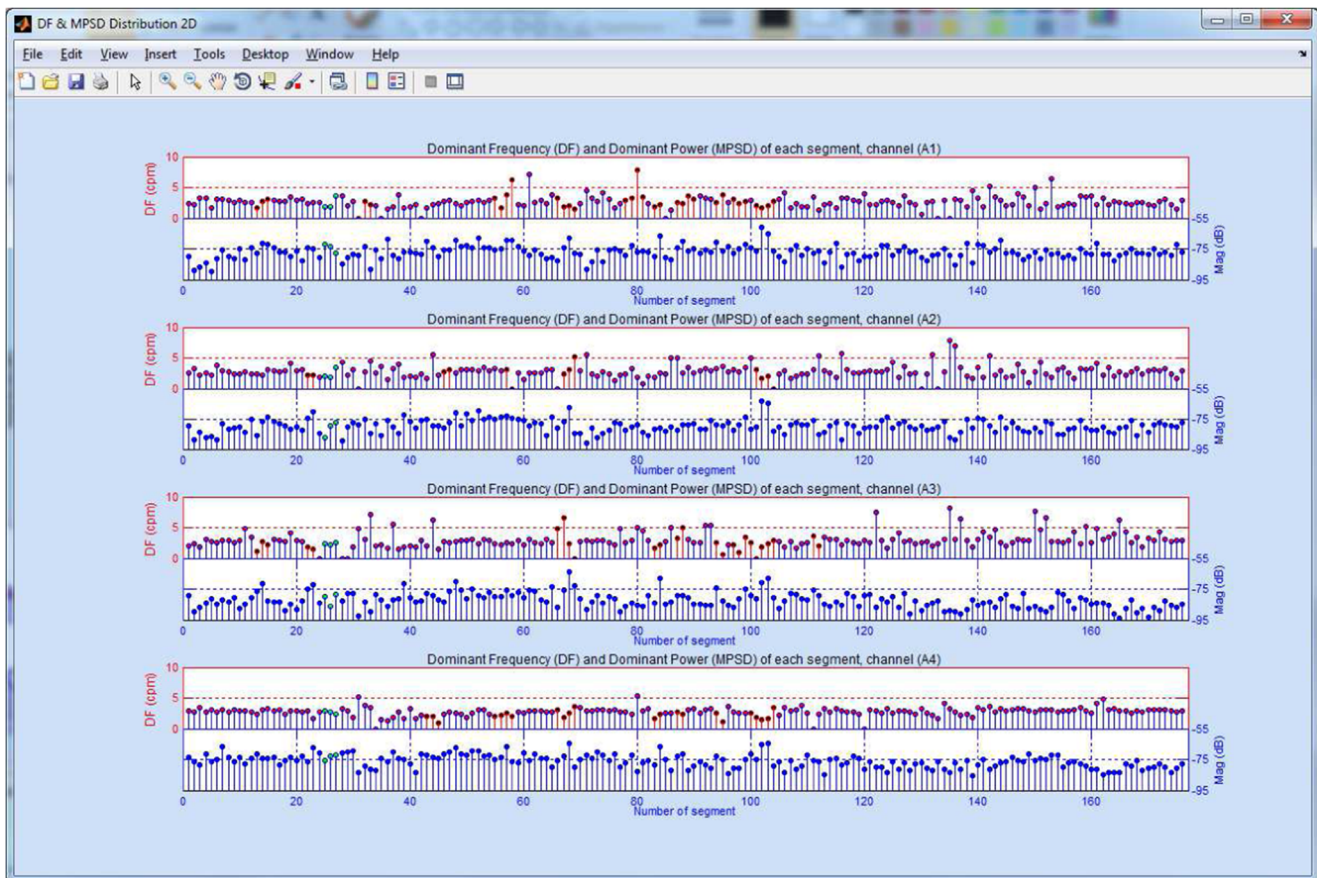 DF & MPSD Distribution 2D
File Edit View Insert Tools Desktop Window Help
Dominant Frequency (DF) and Dominant Power (MPSD) of each segment, channel (A1)
DF (cpm)
10
5
0
-55
-75
-95
Mag (dB)
0 20 40 60 80 100 120 140 160
Number of segment
Dominant Frequency (DF) and Dominant Power (MPSD) of each segment, channel (A2)
DF (cpm)
10
5
0
-55
-75
-95
Mag (dB)
0 20 40 60 80 100 120 140 160
Number of segment
Dominant Frequency (DF) and Dominant Power (MPSD) of each segment, channel (A3)
DF (cpm)
10
5
0
-55
-75
-95
Mag (dB)
0 20 40 60 80 100 120 140 160
Number of segment
Dominant Frequency (DF) and Dominant Power (MPSD) of each segment, channel (A4)
DF (cpm)
10
5
0
-55
-75
-95
Mag (dB)
0 20 40 60 80 100 120 140 160
Number of segment